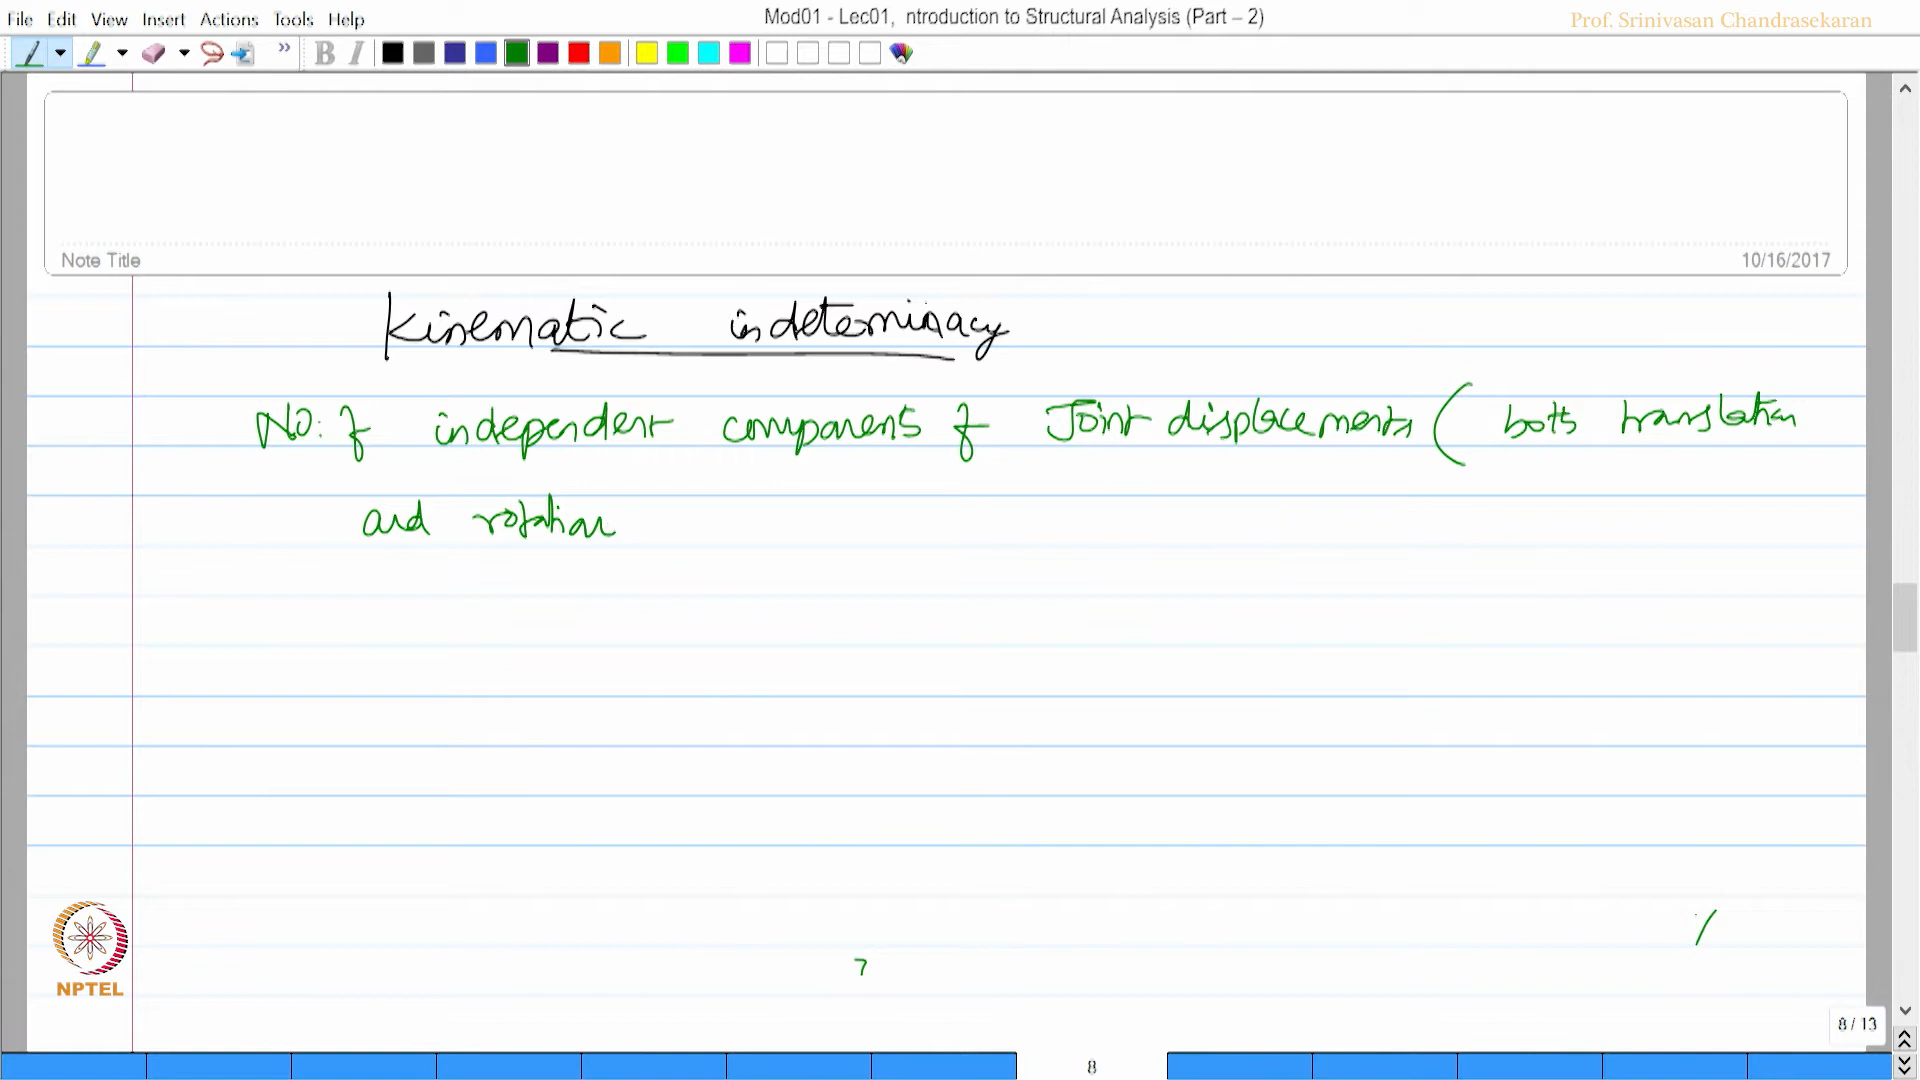 File Edit View Insert Actions Tools Help
Mod01 - Lec01, ntroduction to Structural Analysis (Part – 2)
Prof. Srinivasan Chandrasekaran
B I
Note Title
10/16/2017
Kinematic indeterminacy
No: of independent components of Joint displacements ( both translation
and rotation
7
/
NPTEL
8 / 13
8